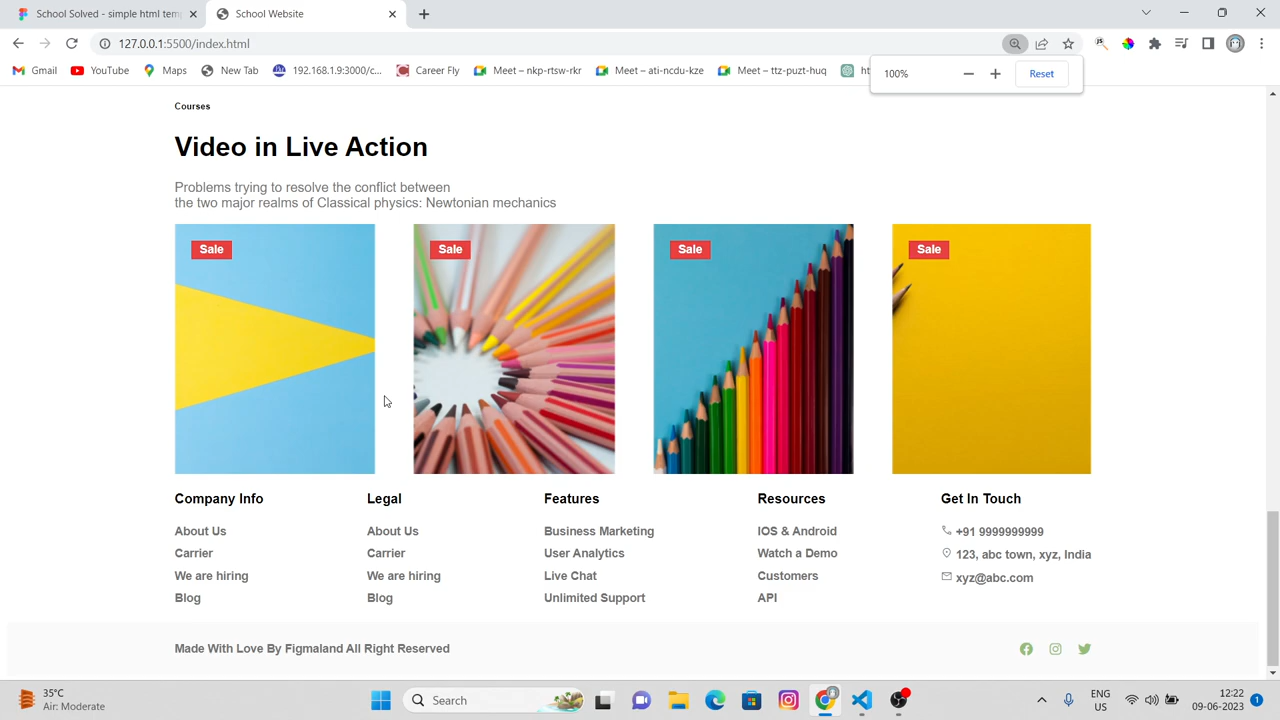 School Solved - simple html tem
School Website
127.0.0.1:5500/index.html
Gmail
YouTube
Maps
New Tab
192.168.1.9:3000/c...
Career Fly
Meet – nkp-rtsw-rkr
Meet – ati-ncdu-kze
Meet – ttz-puzt-huq
ht
100%
Reset
Courses
Video in Live Action
Problems trying to resolve the conflict between
the two major realms of Classical physics: Newtonian mechanics
Sale
Sale
Sale
Sale
Company Info
Legal
Features
Resources
Get In Touch
About Us
About Us
Business Marketing
IOS & Android
+91 9999999999
Carrier
Carrier
User Analytics
Watch a Demo
123, abc town, xyz, India
We are hiring
We are hiring
Live Chat
Customers
xyz@abc.com
Blog
Blog
Unlimited Support
API
Made With Love By Figmaland All Right Reserved
35°C
Air: Moderate
Search
ENG
US
12:22
09-06-2023
1